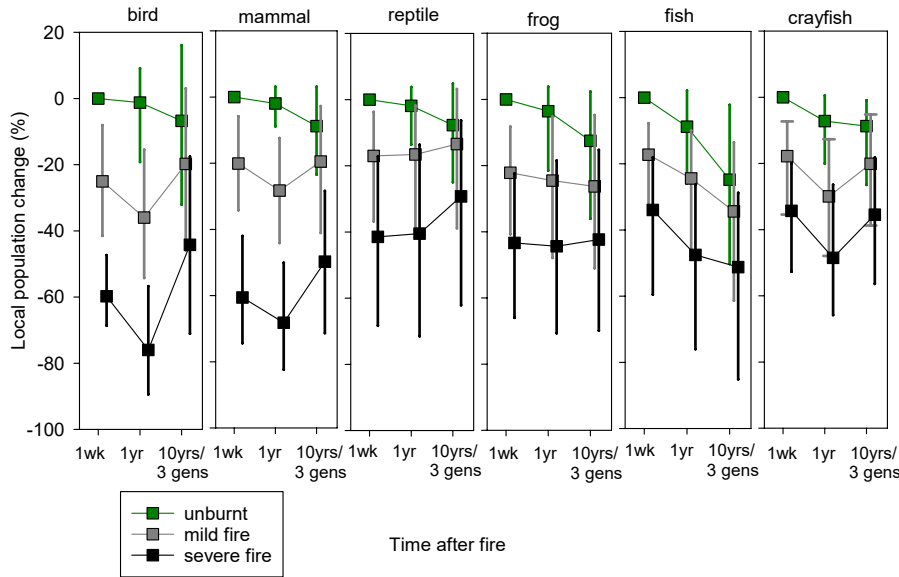 bird mammal reptile frog fish crayfish
Local population change (%)
20
0
-20
-40
-60
-80
-100
1wk 1yr 10yrs/ 3 gens 1wk 1yr 10yrs/ 3 gens 1wk 1yr 10yrs/ 3 gens 1wk 1yr 10yrs/ 3 gens 1wk 1yr 10yrs/ 3 gens 1wk 1yr 10yrs/ 3 gens
unburnt
mild fire
severe fire
Time after fire